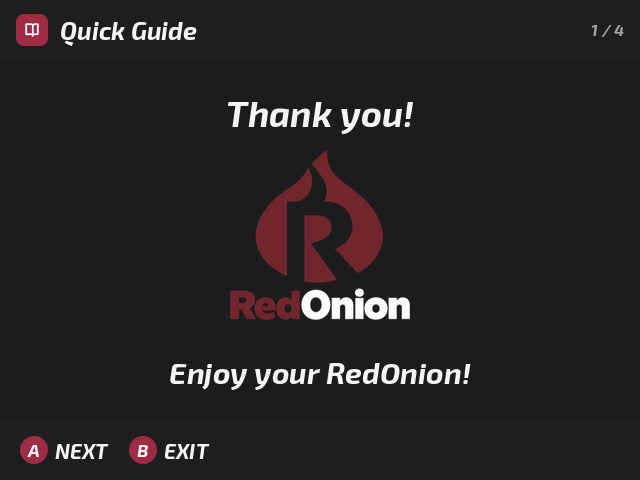 Quick Guide
1 / 4
Thank you!
R
RedOnion
Enjoy your RedOnion!
A NEXT B EXIT